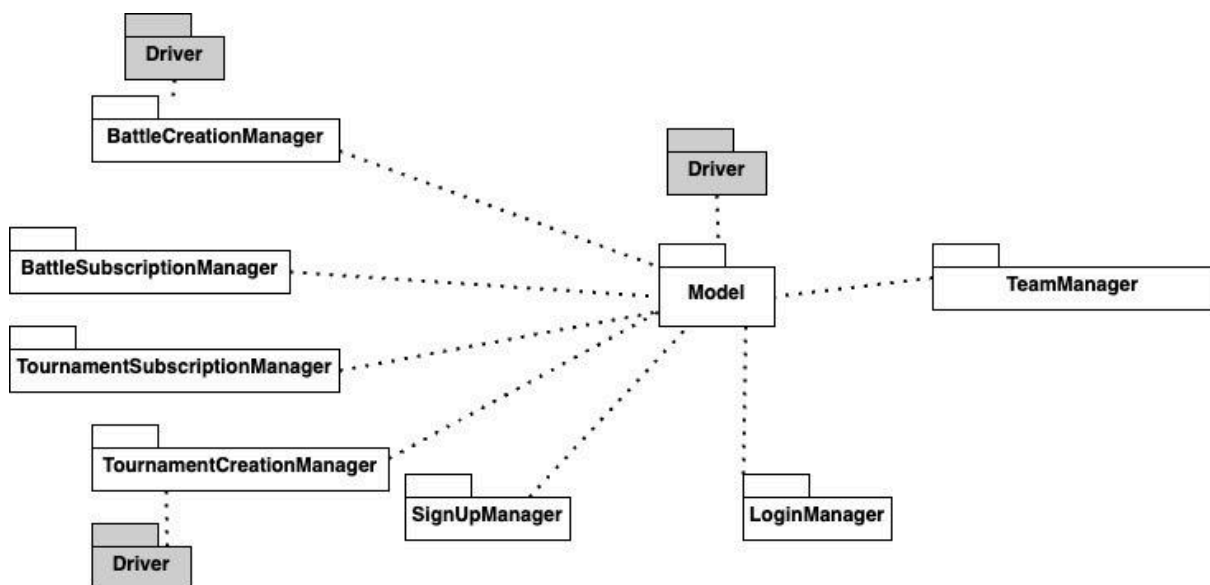 Driver
BattleCreationManager
Driver
BattleSubscriptionManager
Model
TeamManager
TournamentSubscriptionManager
TournamentCreationManager
SignUpManager
LoginManager
Driver